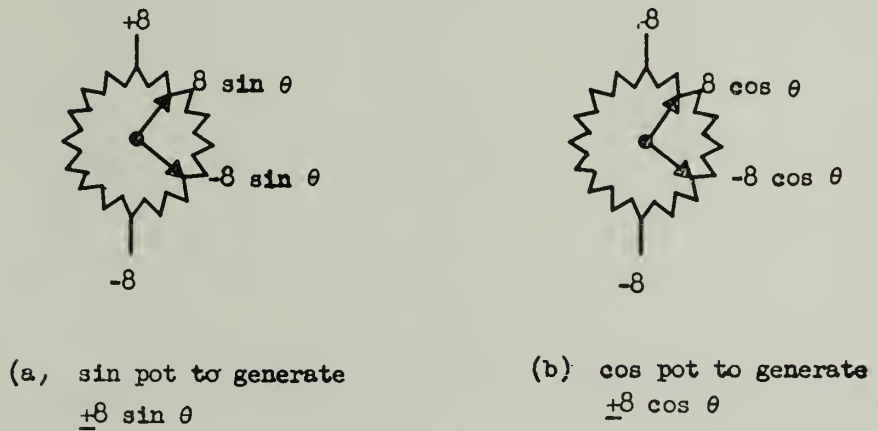 +8
8 sin θ
-8 sin θ
-8
(a, sin pot to generate
±8 sin θ
-8
8 cos θ
-8 cos θ
-8
(b) cos pot to generate
±8 cos θ